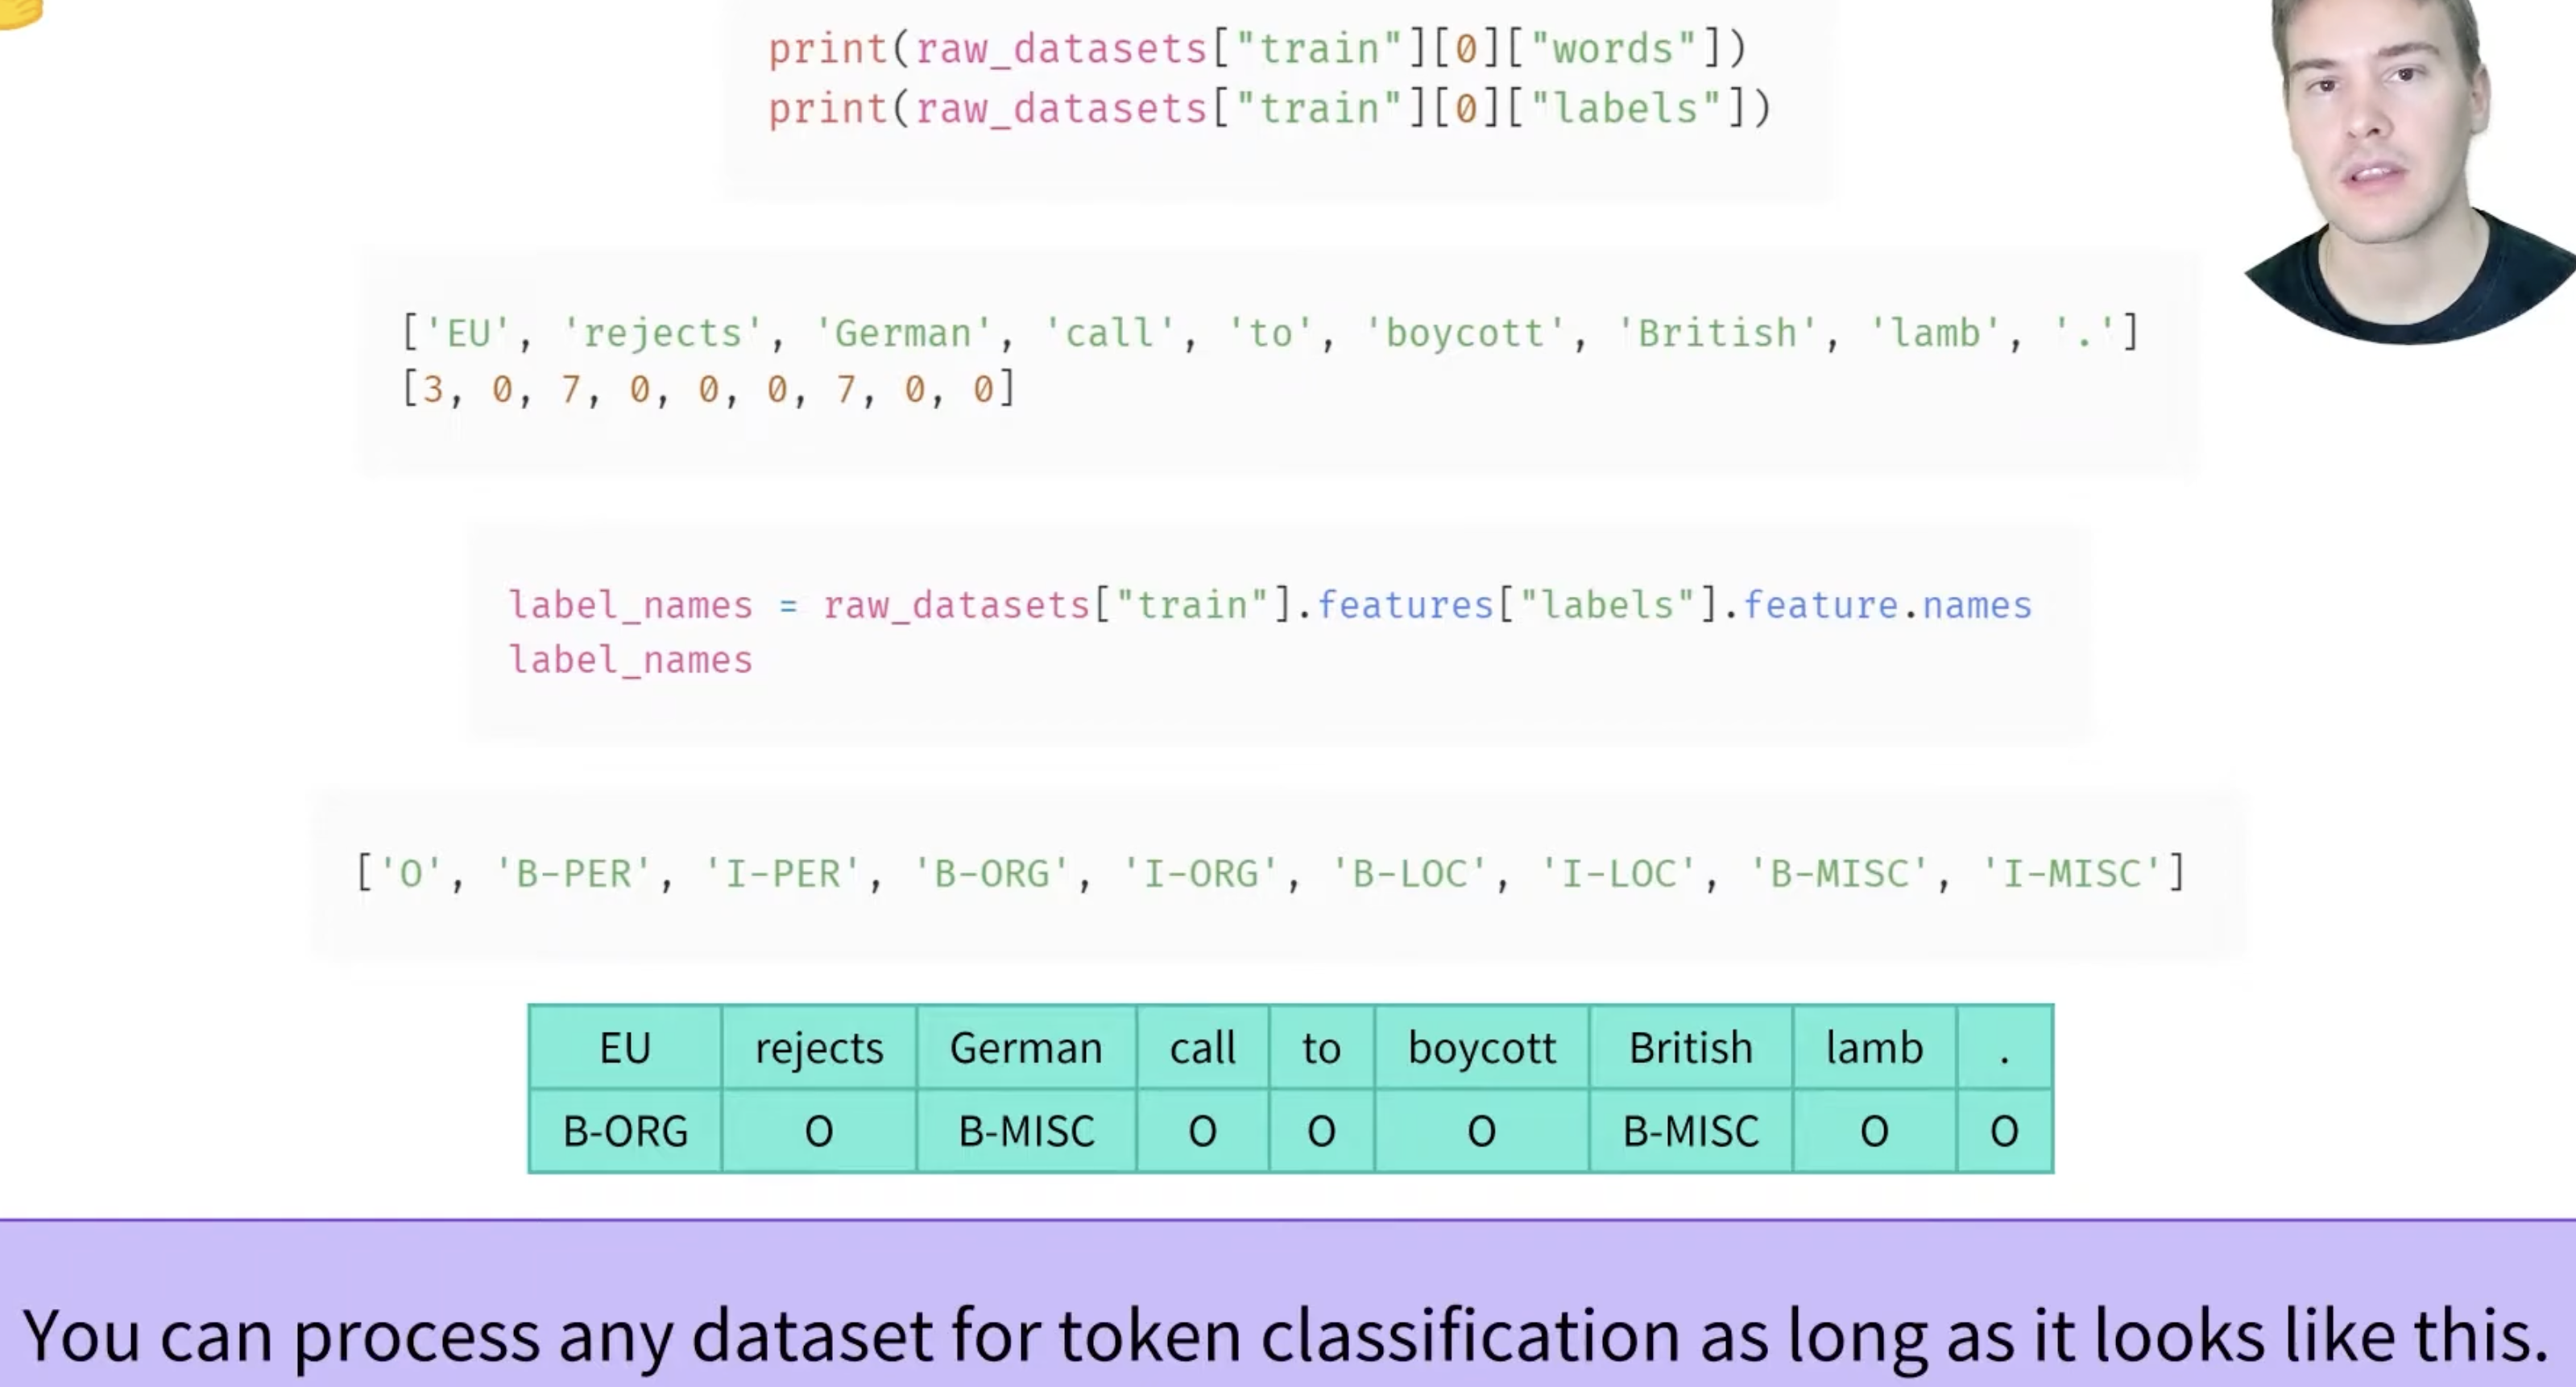 print(raw_datasets["train"][0]["words"])
print(raw_datasets["train"][0]["labels"])
['EU', 'rejects', 'German', 'call', 'to', 'boycott', 'British', 'lamb', '.']
[3, 0, 7, 0, 0, 0, 7, 0, 0]
label_names = raw_datasets["train"].features["labels"].feature.names
label_names
['O', 'B-PER', 'I-PER', 'B-ORG', 'I-ORG', 'B-LOC', 'I-LOC', 'B-MISC', 'I-MISC']
EU rejects German call to boycott British lamb .
B-ORG O B-MISC O O O B-MISC O O
You can process any dataset for token classification as long as it looks like this.